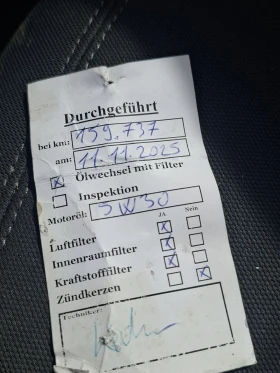 Durchgeführt
bei km: 159.737
am: 11.11.2025
☒ Ölwechsel mit Filter
☐ Inspektion
Motoröl: 5W30
JA Nein
Luftfilter ☒ ☐
Innenraumfilter ☒ ☐
Kraftstofffilter ☒ ☐
Zündkerzen ☐ ☒
Techniker: